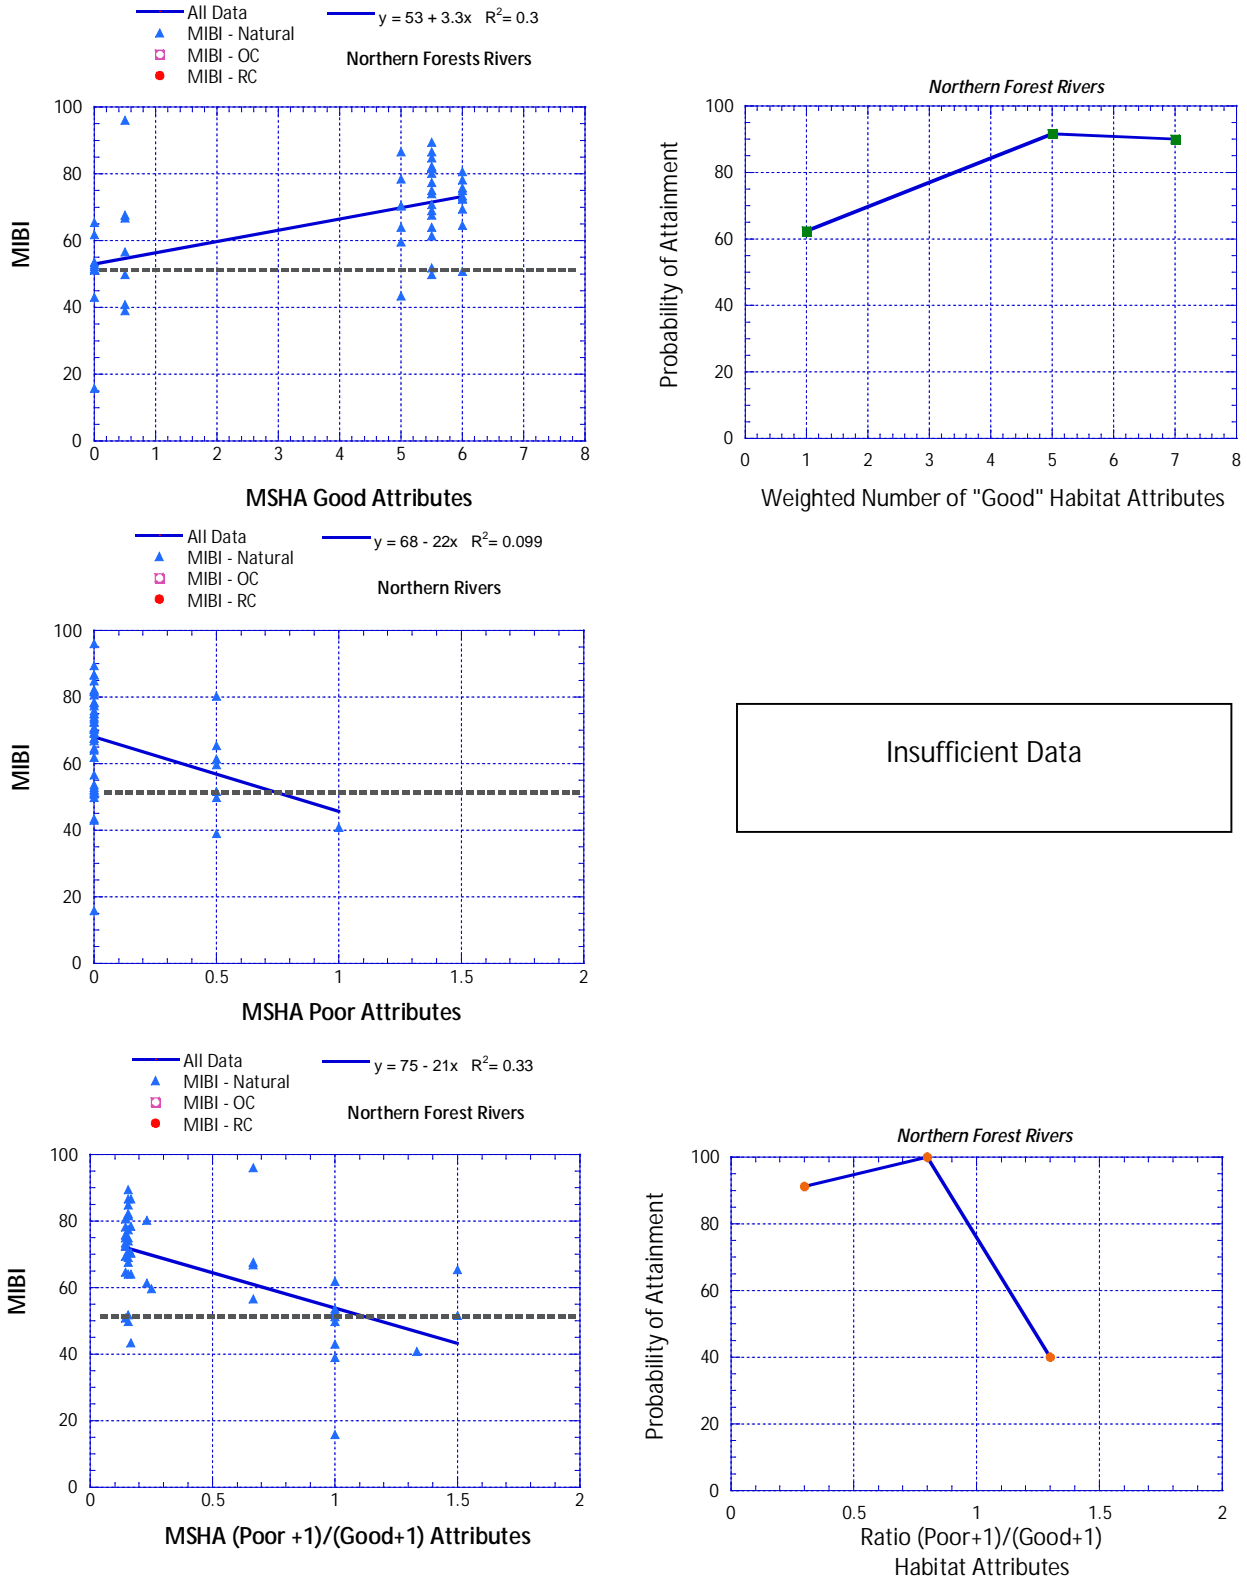 All Data
y = 53 + 3.3x R²= 0.3
MIBI - Natural
MIBI - OC
Northern Forests Rivers
MIBI - RC
100
80
60
40
20
0
MIBI
0 1 2 3 4 5 6 7 8
MSHA Good Attributes
Northern Forest Rivers
100
80
60
40
20
0
Probability of Attainment
0 1 2 3 4 5 6 7 8
Weighted Number of "Good" Habitat Attributes
All Data
y = 68 - 22x R²= 0.099
MIBI - Natural
MIBI - OC
Northern Rivers
MIBI - RC
100
80
60
40
20
0
MIBI
0 0.5 1 1.5 2
MSHA Poor Attributes
Insufficient Data
All Data
y = 75 - 21x R²= 0.33
MIBI - Natural
MIBI - OC
Northern Forest Rivers
MIBI - RC
100
80
60
40
20
0
MIBI
0 0.5 1 1.5 2
MSHA (Poor +1)/(Good+1) Attributes
Northern Forest Rivers
100
80
60
40
20
0
Probability of Attainment
0 0.5 1 1.5 2
Ratio (Poor+1)/(Good+1)
Habitat Attributes